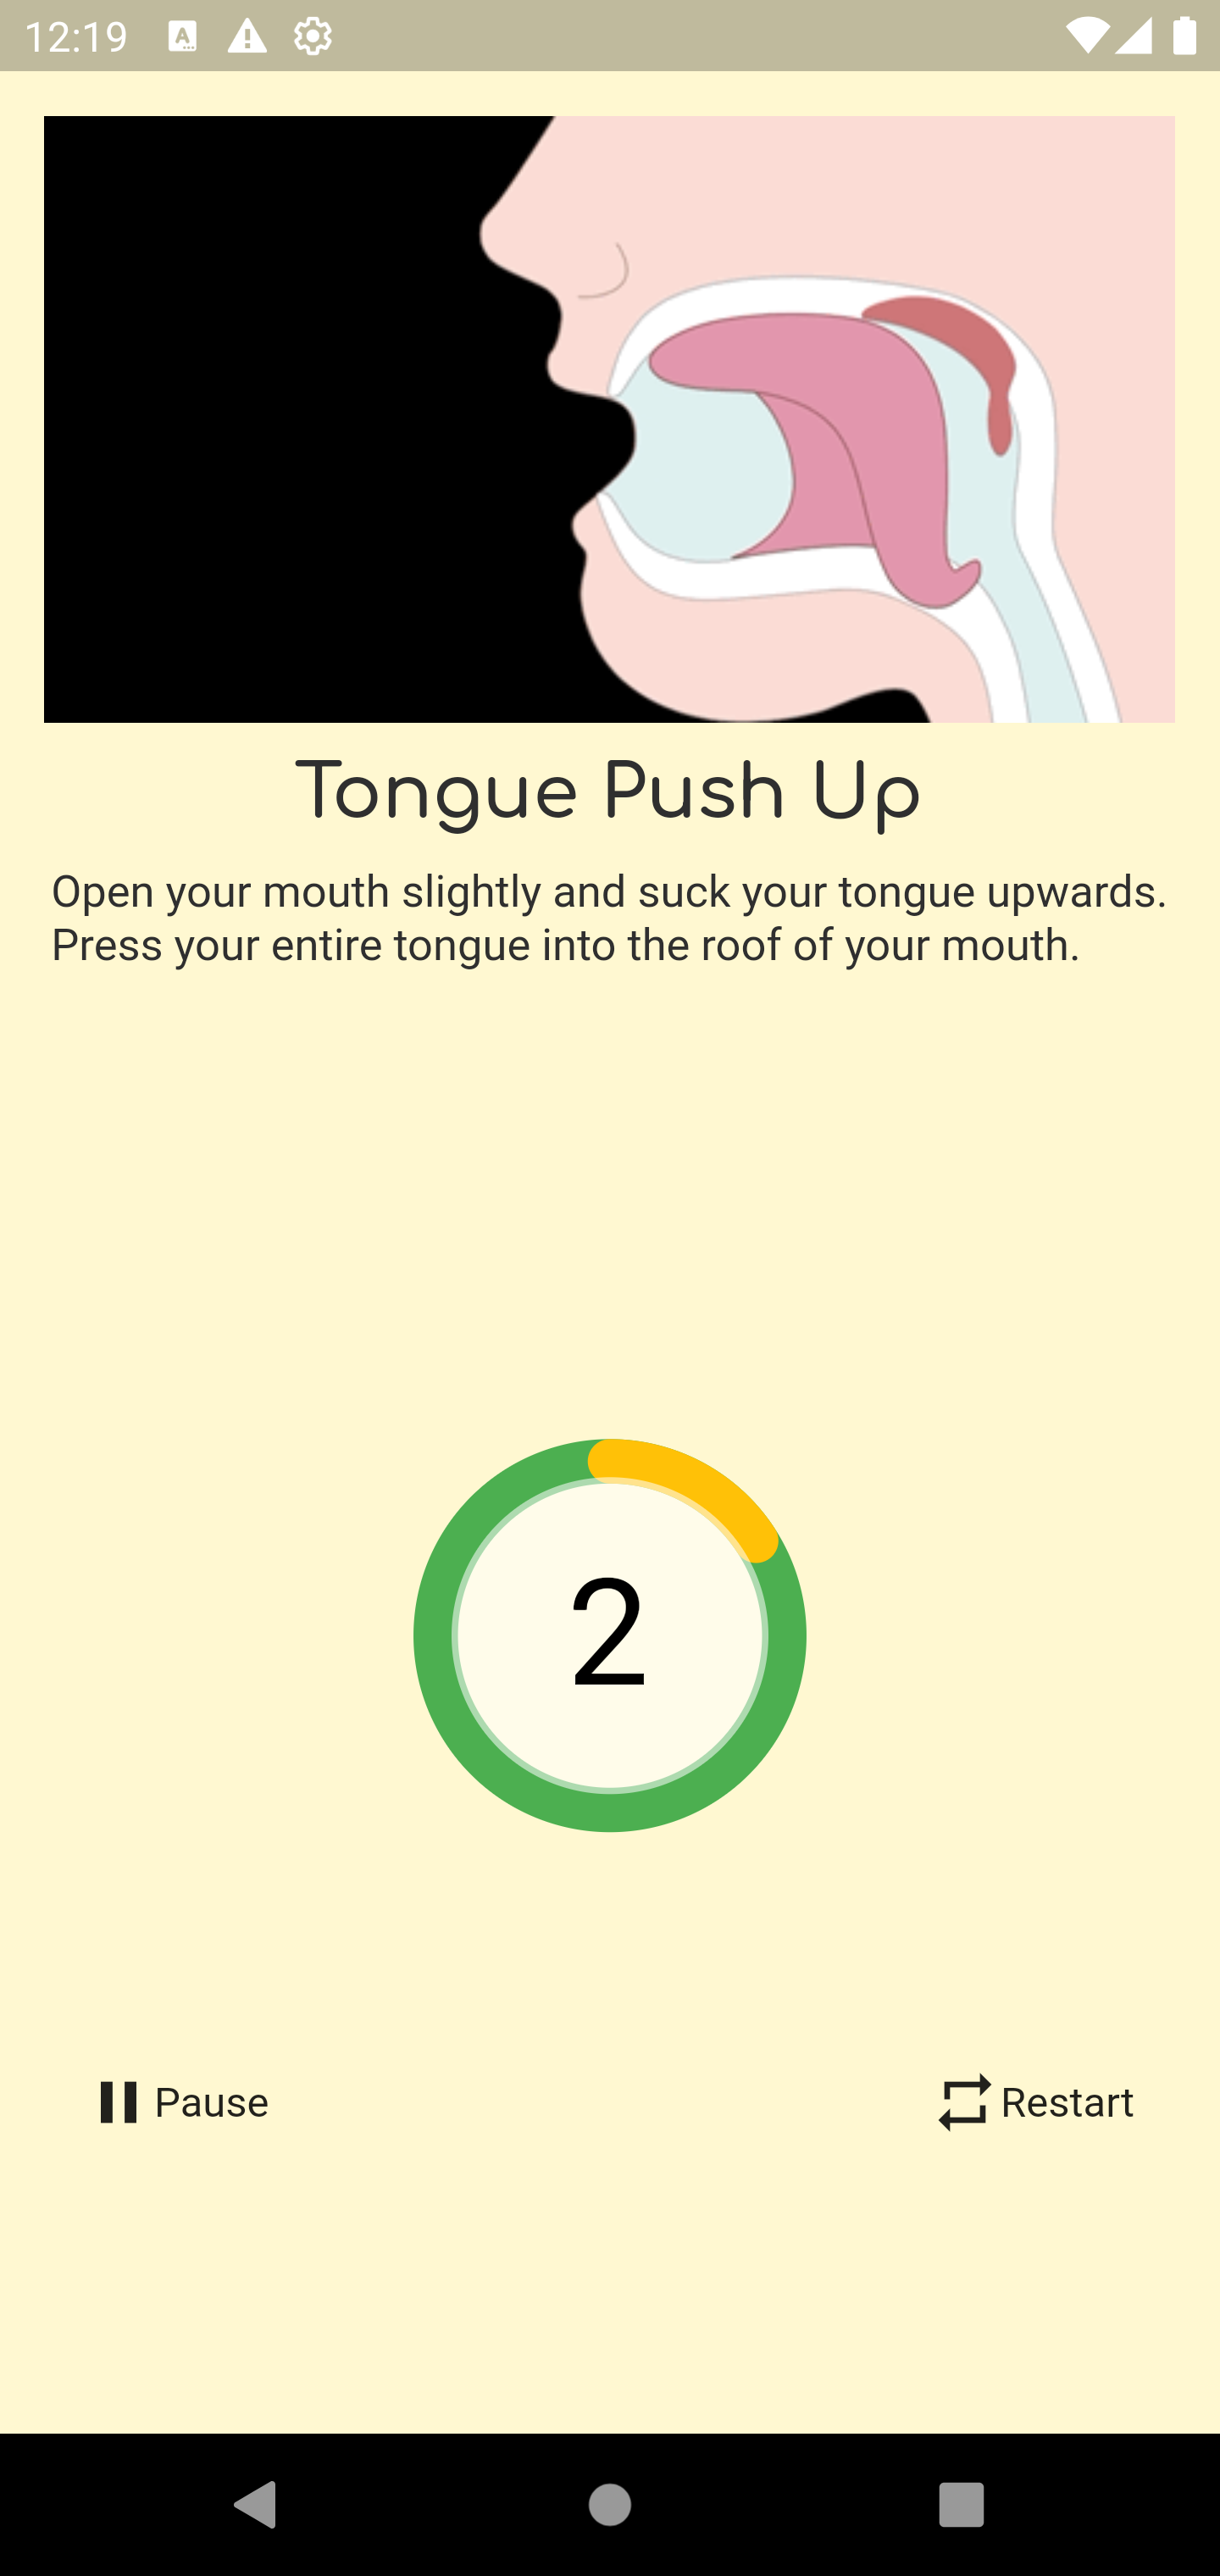 12:19
Tongue Push Up
Open your mouth slightly and suck your tongue upwards.
Press your entire tongue into the roof of your mouth.
2
Pause
Restart